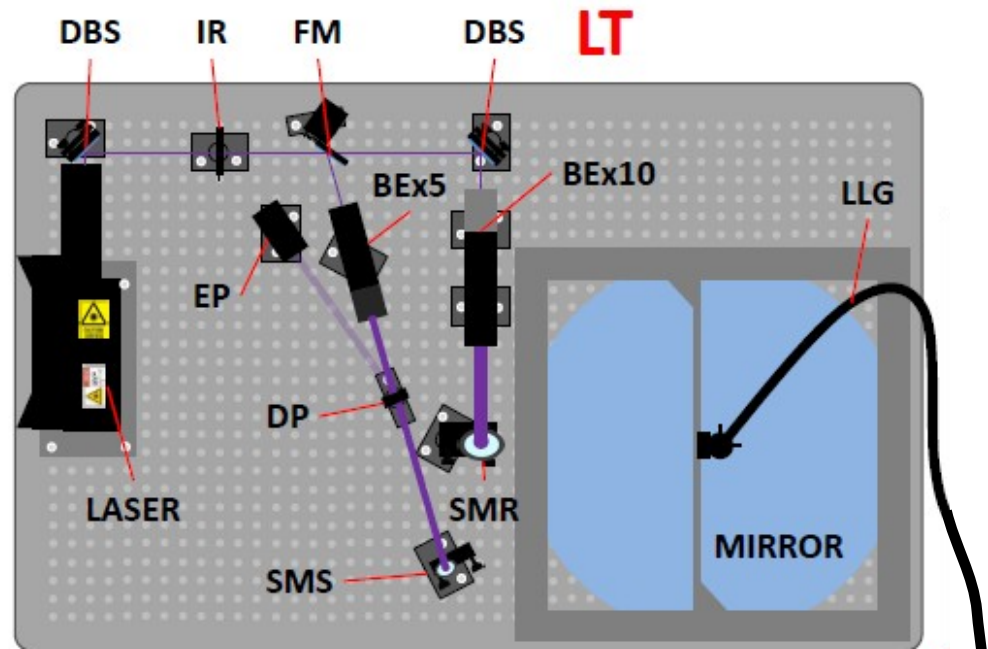 DBS IR FM DBS LT
BEx5 BEx10 LLG
EP
DP
LASER SMR
MIRROR
SMS